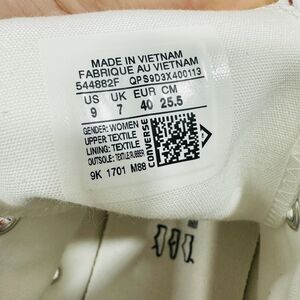 MADE IN VIETNAM
FABRIQUE AU VIETNAM
544882F QPS9D3X400113
US UK EUR CM
9 7 40 25.5
GENDER: WOMEN
UPPER: TEXTILE
LINING: TEXTILE
OUTSOLE: TEXTILE RUBBER
CONVERSE
9K 1701 M88